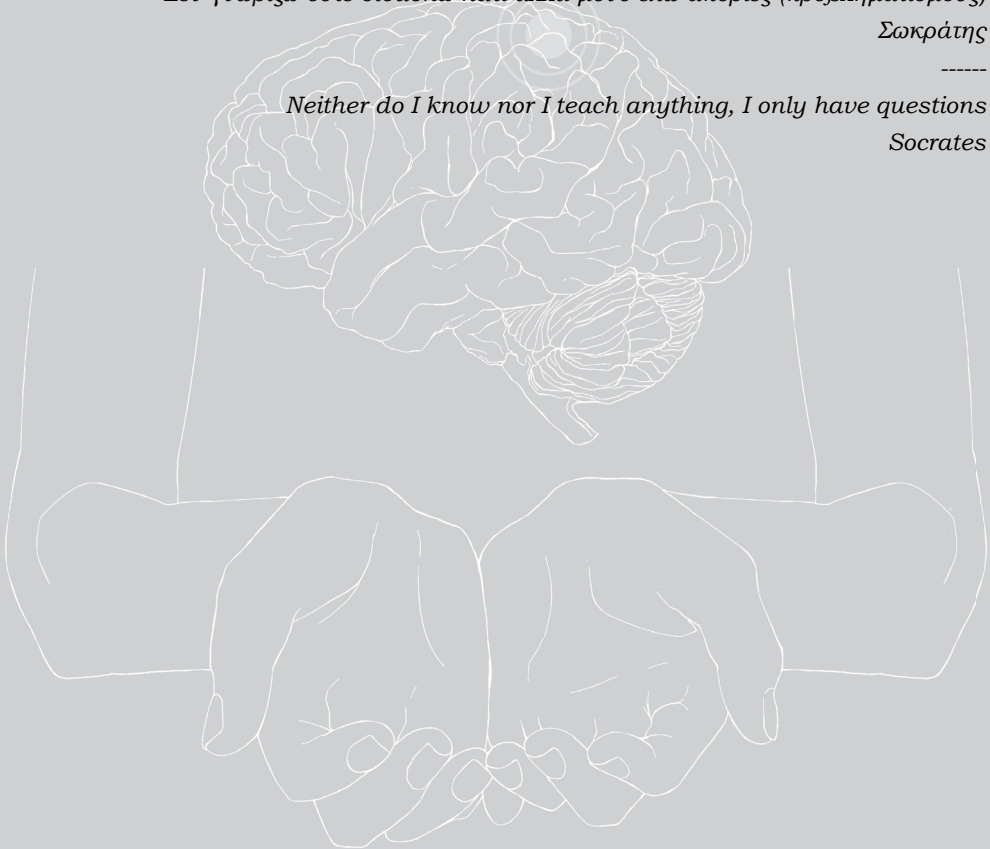 Σωκράτης
------
Neither do I know nor I teach anything, I only have questions
Socrates